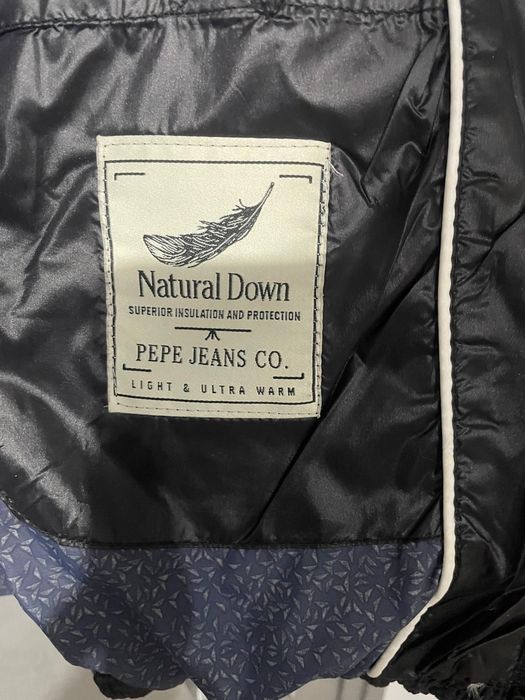 Natural Down
SUPERIOR INSULATION AND PROTECTION
PEPE JEANS CO.
LIGHT & ULTRA WARM